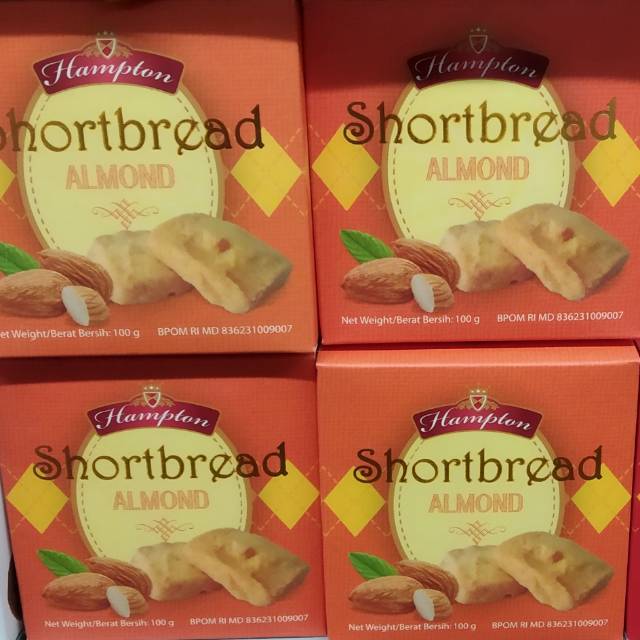 Hampton
Shortbread
ALMOND
et Weight/Berat Bersih: 100 g BPOM RI MD 836231009007
Hampton
Shortbread
ALMOND
Net Weight/Berat Bersih: 100 g BPOM RI MD 836231009007
Hampton
Shortbread
ALMOND
Net Weight/Berat Bersih: 100 g BPOM RI MD 836231009007
Hampton
Shortbread
ALMOND
Net Weight/Berat Bersih: 100 g BPOM RI MD 836231009007